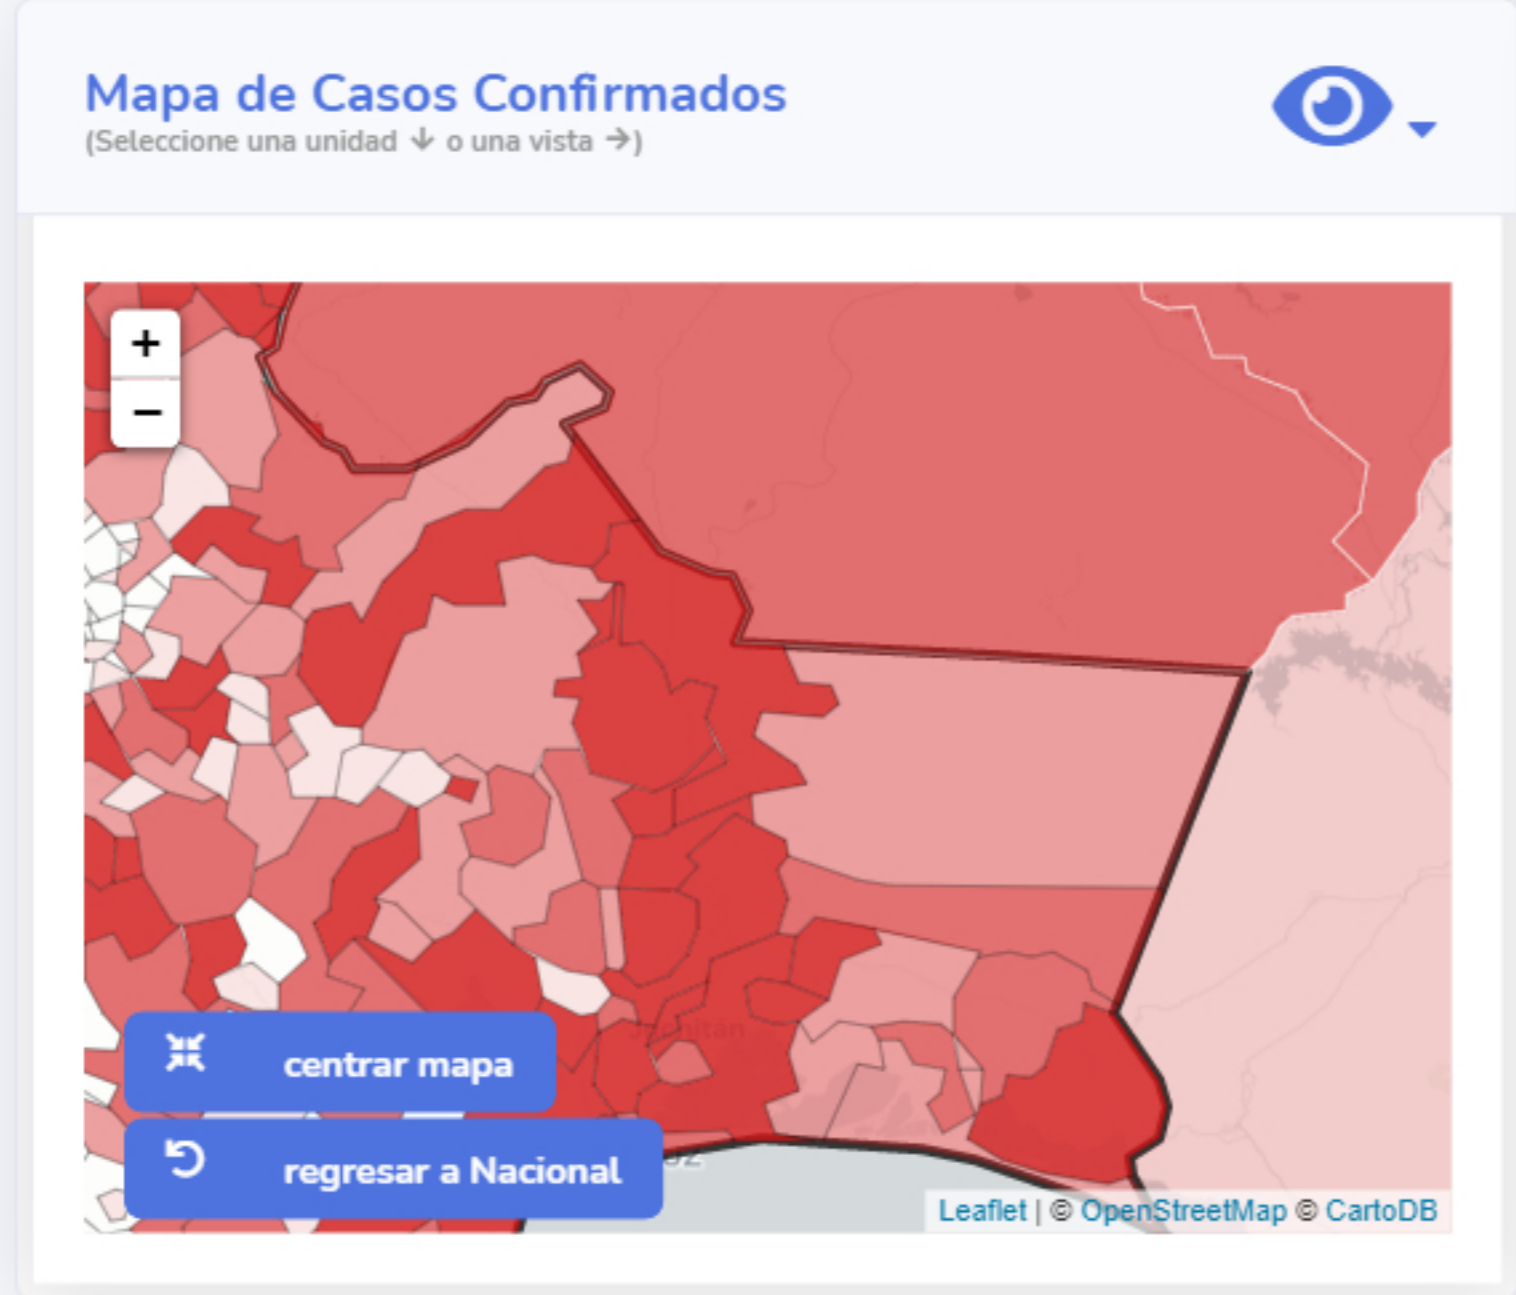 Mapa de Casos Confirmados
(Seleccione una unidad ↓ o una vista →)
+
−
centrar mapa
regresar a Nacional
Leaflet | © OpenStreetMap © CartoDB